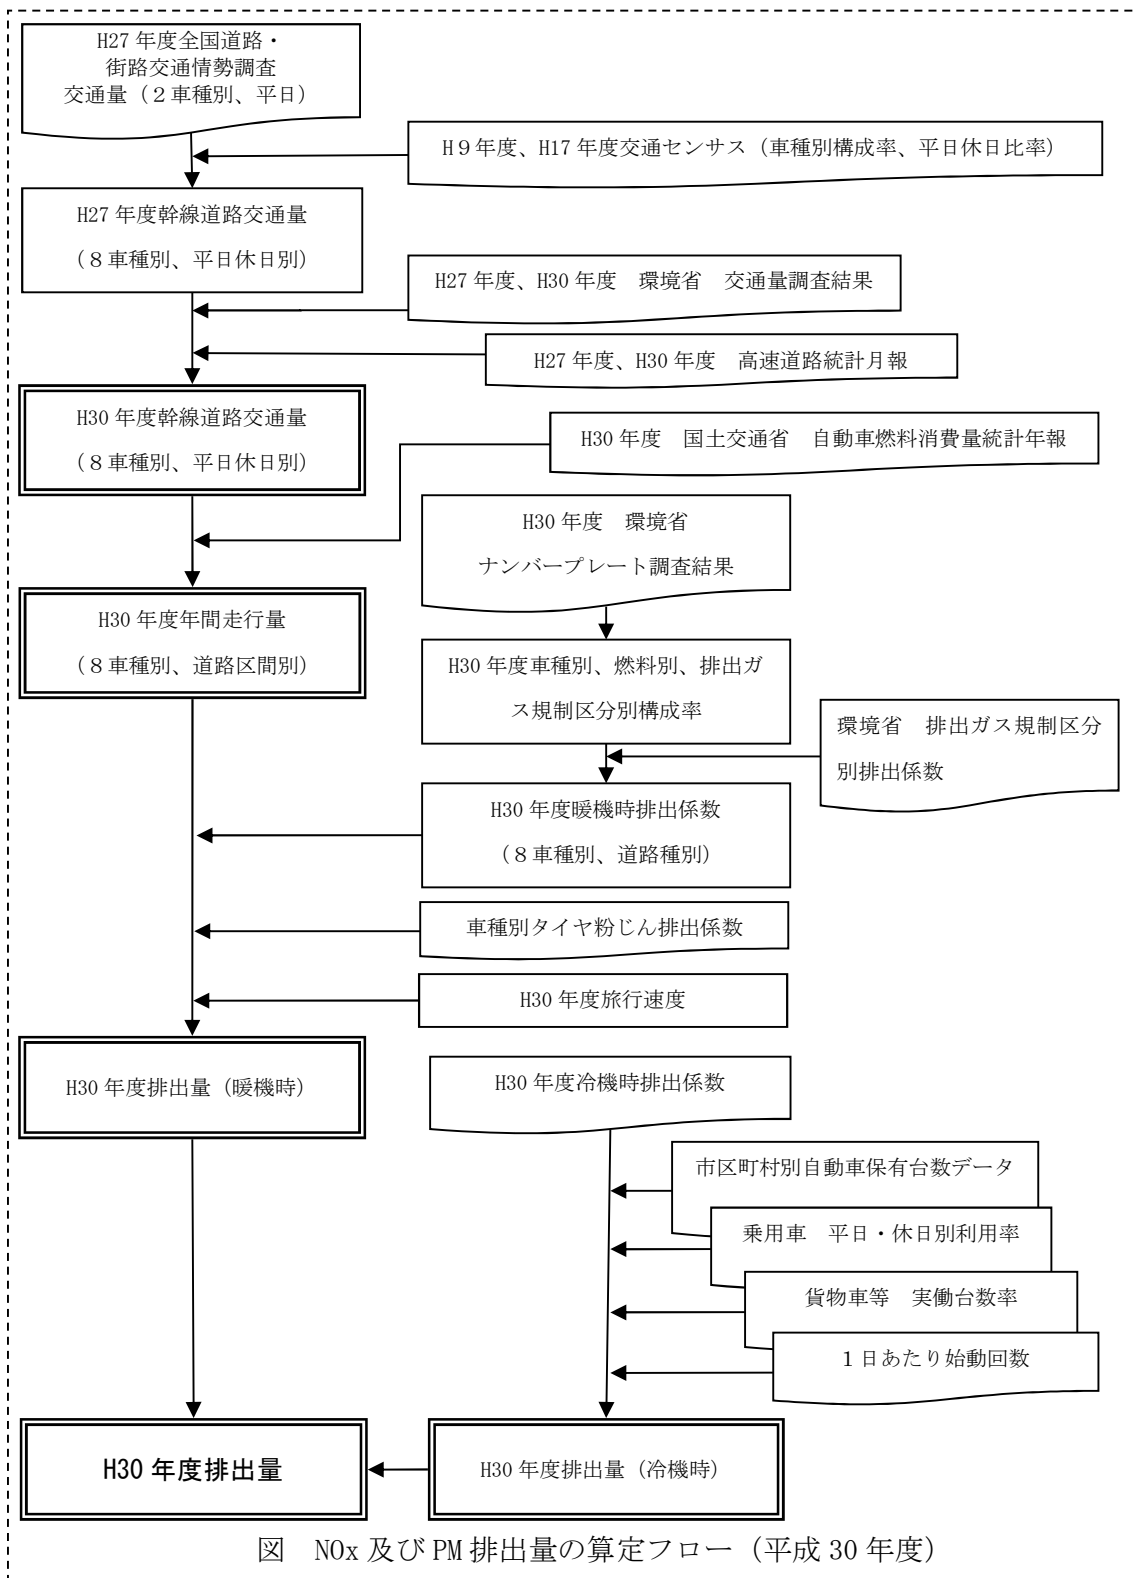 H27 年度全国道路・
街路交通情勢調査
交通量（２車種別、平日）
H９年度、H17 年度交通センサス（車種別構成率、平日休日比率）
H27 年度幹線道路交通量
（８車種別、平日休日別）
H27 年度、H30 年度　環境省　交通量調査結果
H27 年度、H30 年度　高速道路統計月報
H30 年度幹線道路交通量
（８車種別、平日休日別）
H30 年度　国土交通省　自動車燃料消費量統計年報
H30 年度　環境省
ナンバープレート調査結果
H30 年度年間走行量
（８車種別、道路区間別）
H30 年度車種別、燃料別、排出ガ
ス規制区分別構成率
環境省　排出ガス規制区分
別排出係数
H30 年度暖機時排出係数
（８車種別、道路種別）
車種別タイヤ粉じん排出係数
H30 年度旅行速度
H30 年度排出量（暖機時）
H30 年度冷機時排出係数
市区町村別自動車保有台数データ
乗用車　平日・休日別利用率
貨物車等　実働台数率
１日あたり始動回数
H30 年度排出量
H30 年度排出量（冷機時）
図　NOx 及び PM 排出量の算定フロー（平成 30 年度）